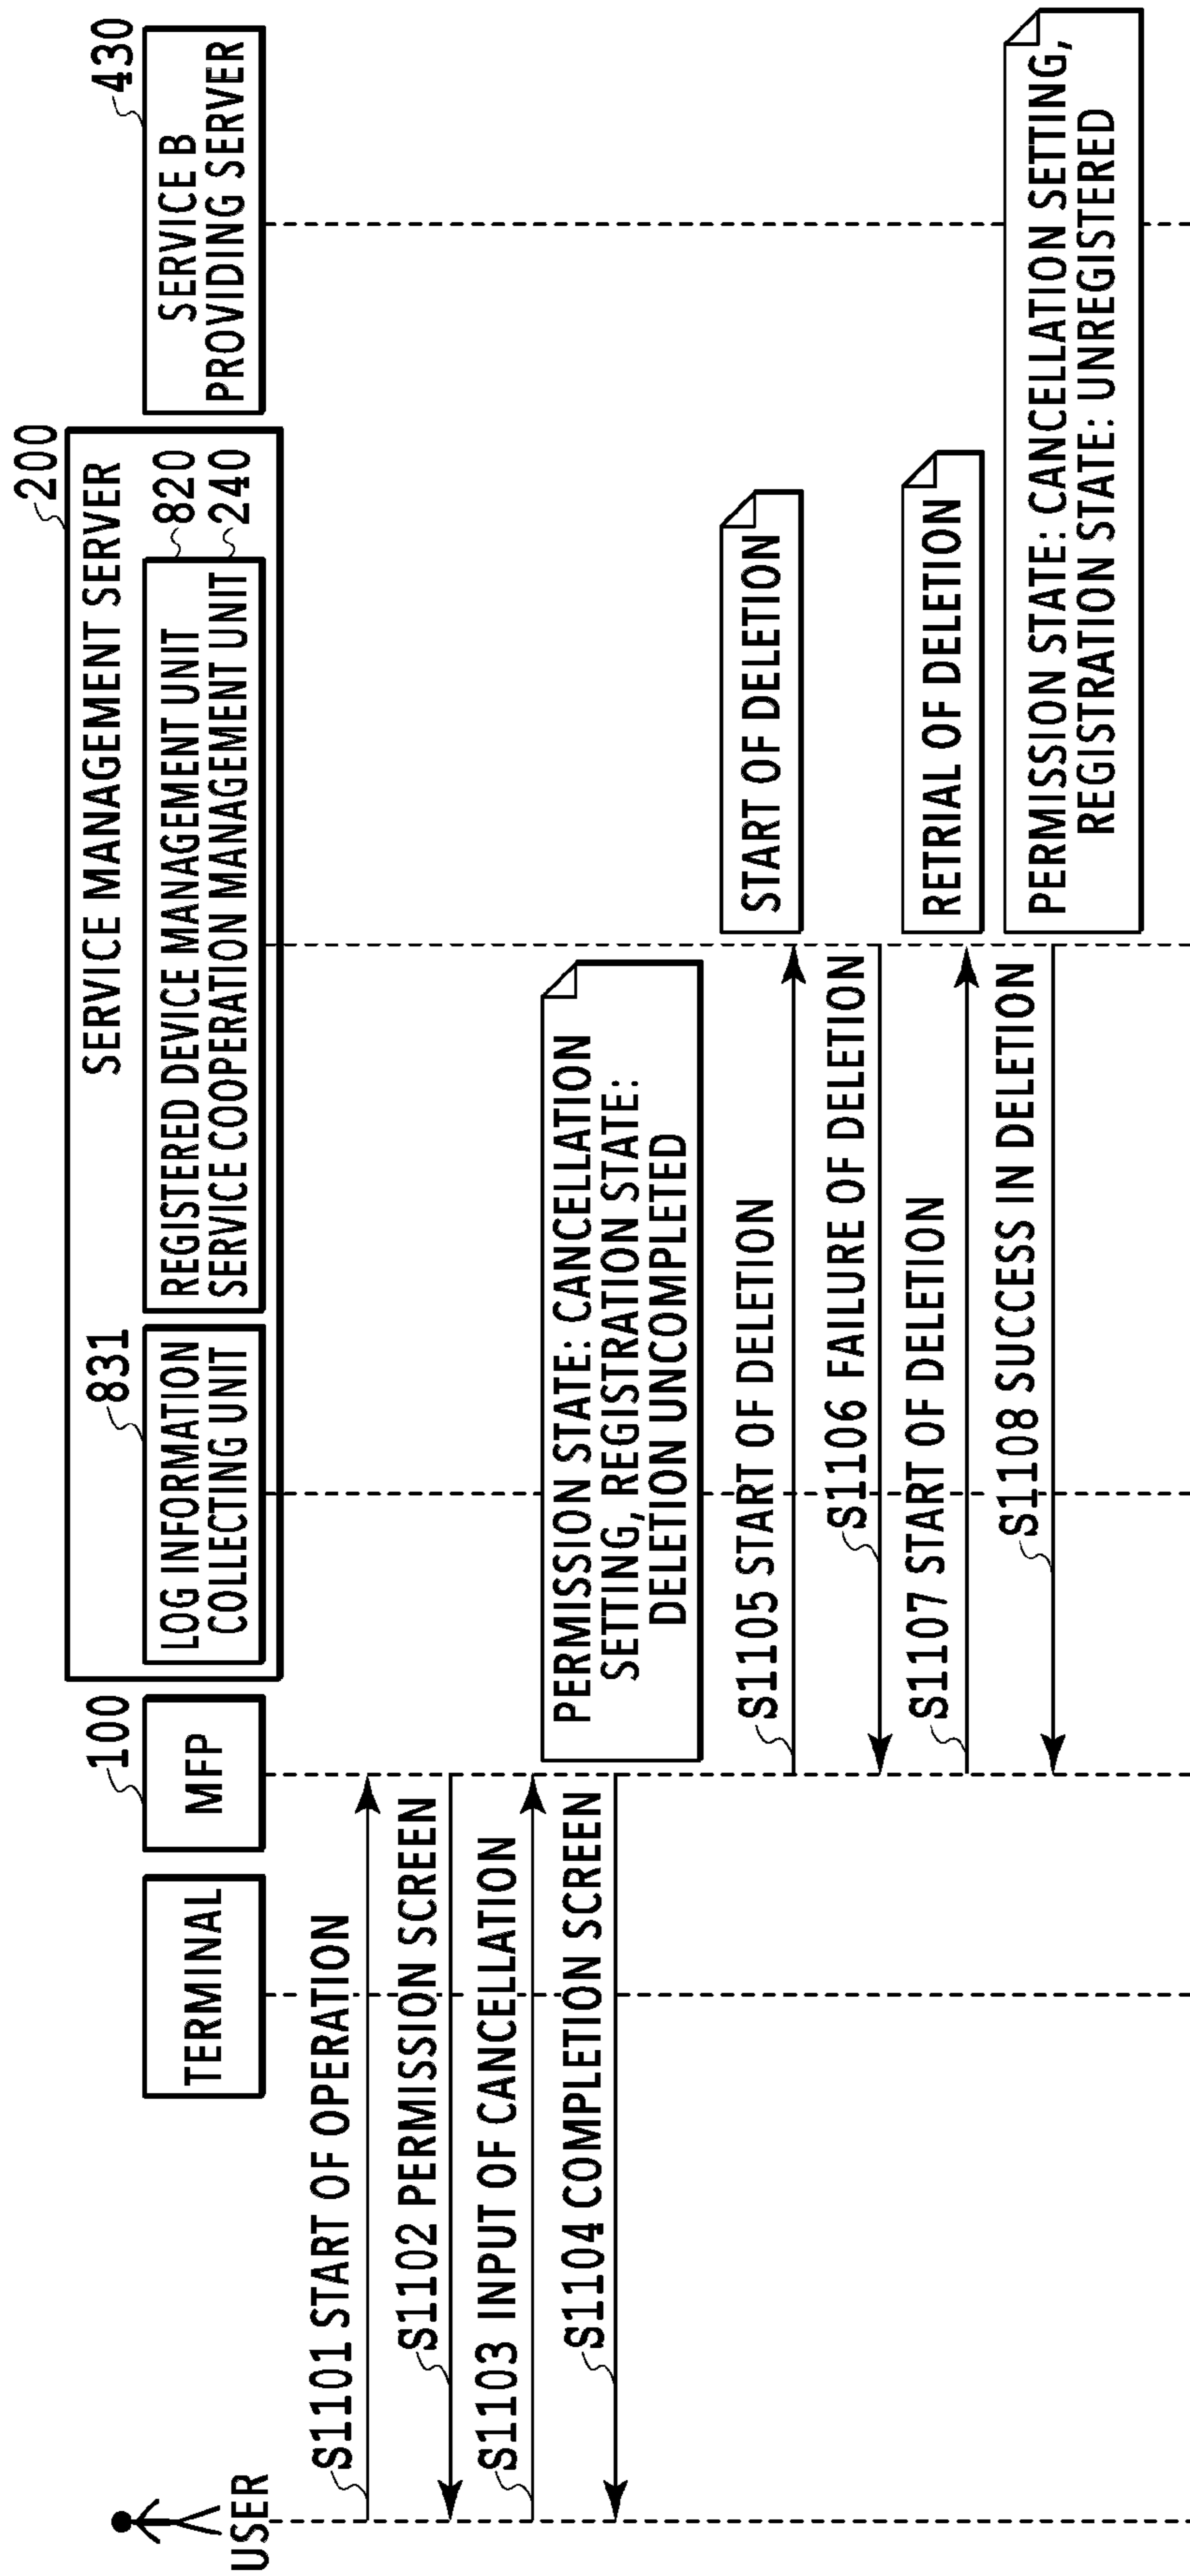 USER
TERMINAL
100
MFP
200
SERVICE MANAGEMENT SERVER
831
LOG INFORMATION
COLLECTING UNIT
820
240
REGISTERED DEVICE MANAGEMENT UNIT
SERVICE COOPERATION MANAGEMENT UNIT
430
SERVICE B
PROVIDING SERVER
S1101 START OF OPERATION
S1102 PERMISSION SCREEN
S1103 INPUT OF CANCELLATION
S1104 COMPLETION SCREEN
PERMISSION STATE: CANCELLATION
SETTING, REGISTRATION STATE:
DELETION UNCOMPLETED
S1105 START OF DELETION
START OF DELETION
S1106 FAILURE OF DELETION
S1107 START OF DELETION
RETRIAL OF DELETION
S1108 SUCCESS IN DELETION
PERMISSION STATE: CANCELLATION SETTING,
REGISTRATION STATE: UNREGISTERED